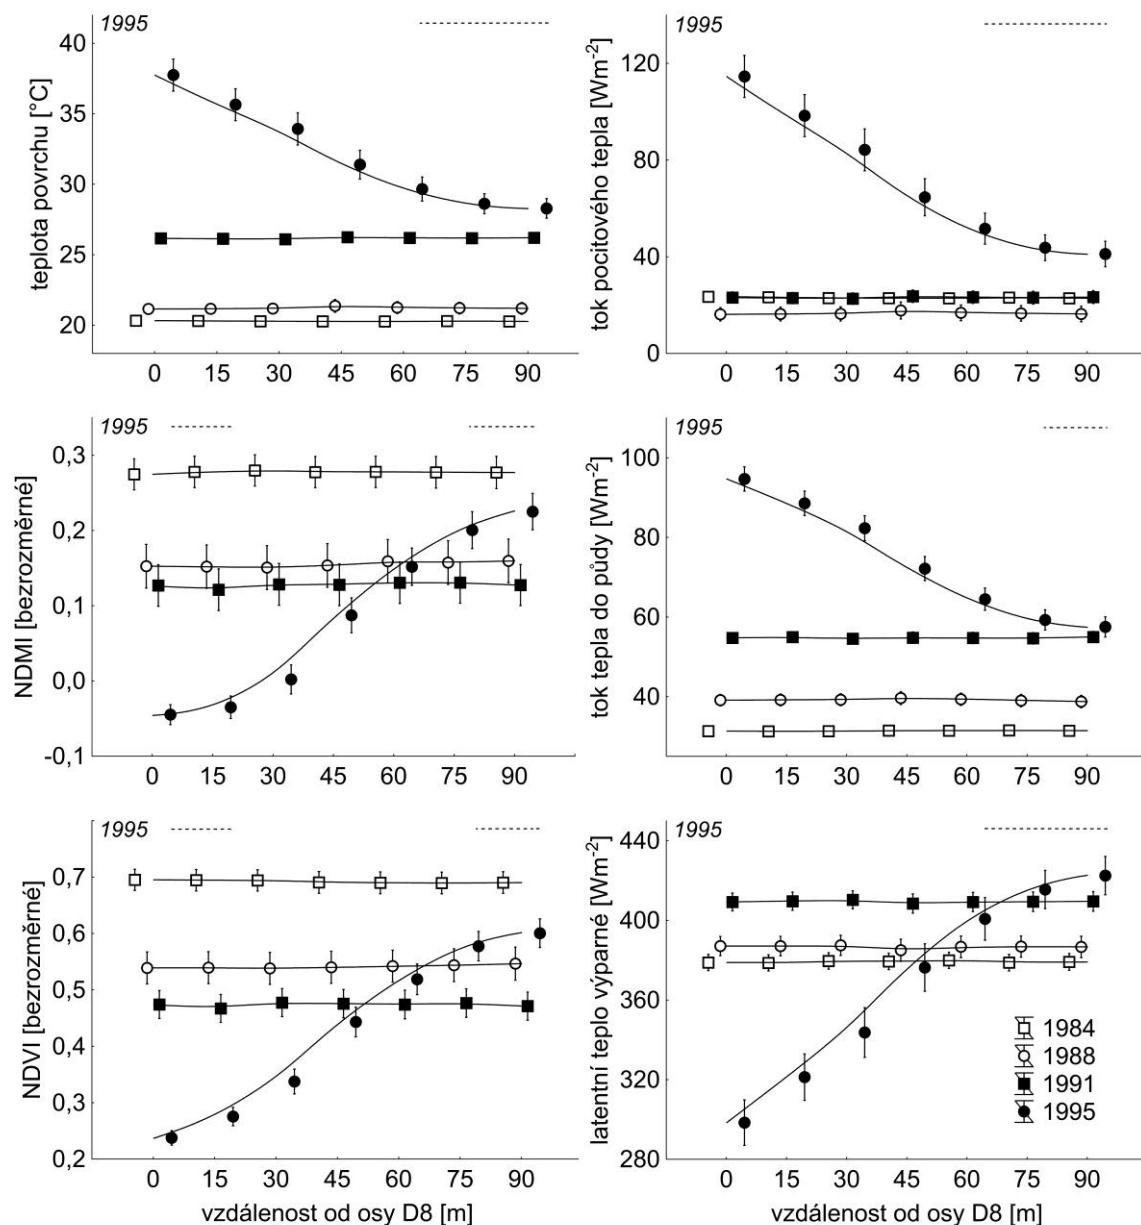 1995
teplota povrchu [°C]
40
35
30
25
20
0 15 30 45 60 75 90
1995
tok pocitového tepla [Wm-2]
120
80
40
0
0 15 30 45 60 75 90
1995
NDMI [bezrozměrné]
0,3
0,2
0,1
0,0
-0,1
0 15 30 45 60 75 90
1995
tok tepla do půdy [Wm-2]
100
80
60
40
0 15 30 45 60 75 90
1995
NDVI [bezrozměrné]
0,7
0,6
0,5
0,4
0,3
0,2
0 15 30 45 60 75 90
vzdálenost od osy D8 [m]
1995
latentní teplo výparné [Wm-2]
440
400
360
320
280
1984
1988
1991
1995
0 15 30 45 60 75 90
vzdálenost od osy D8 [m]